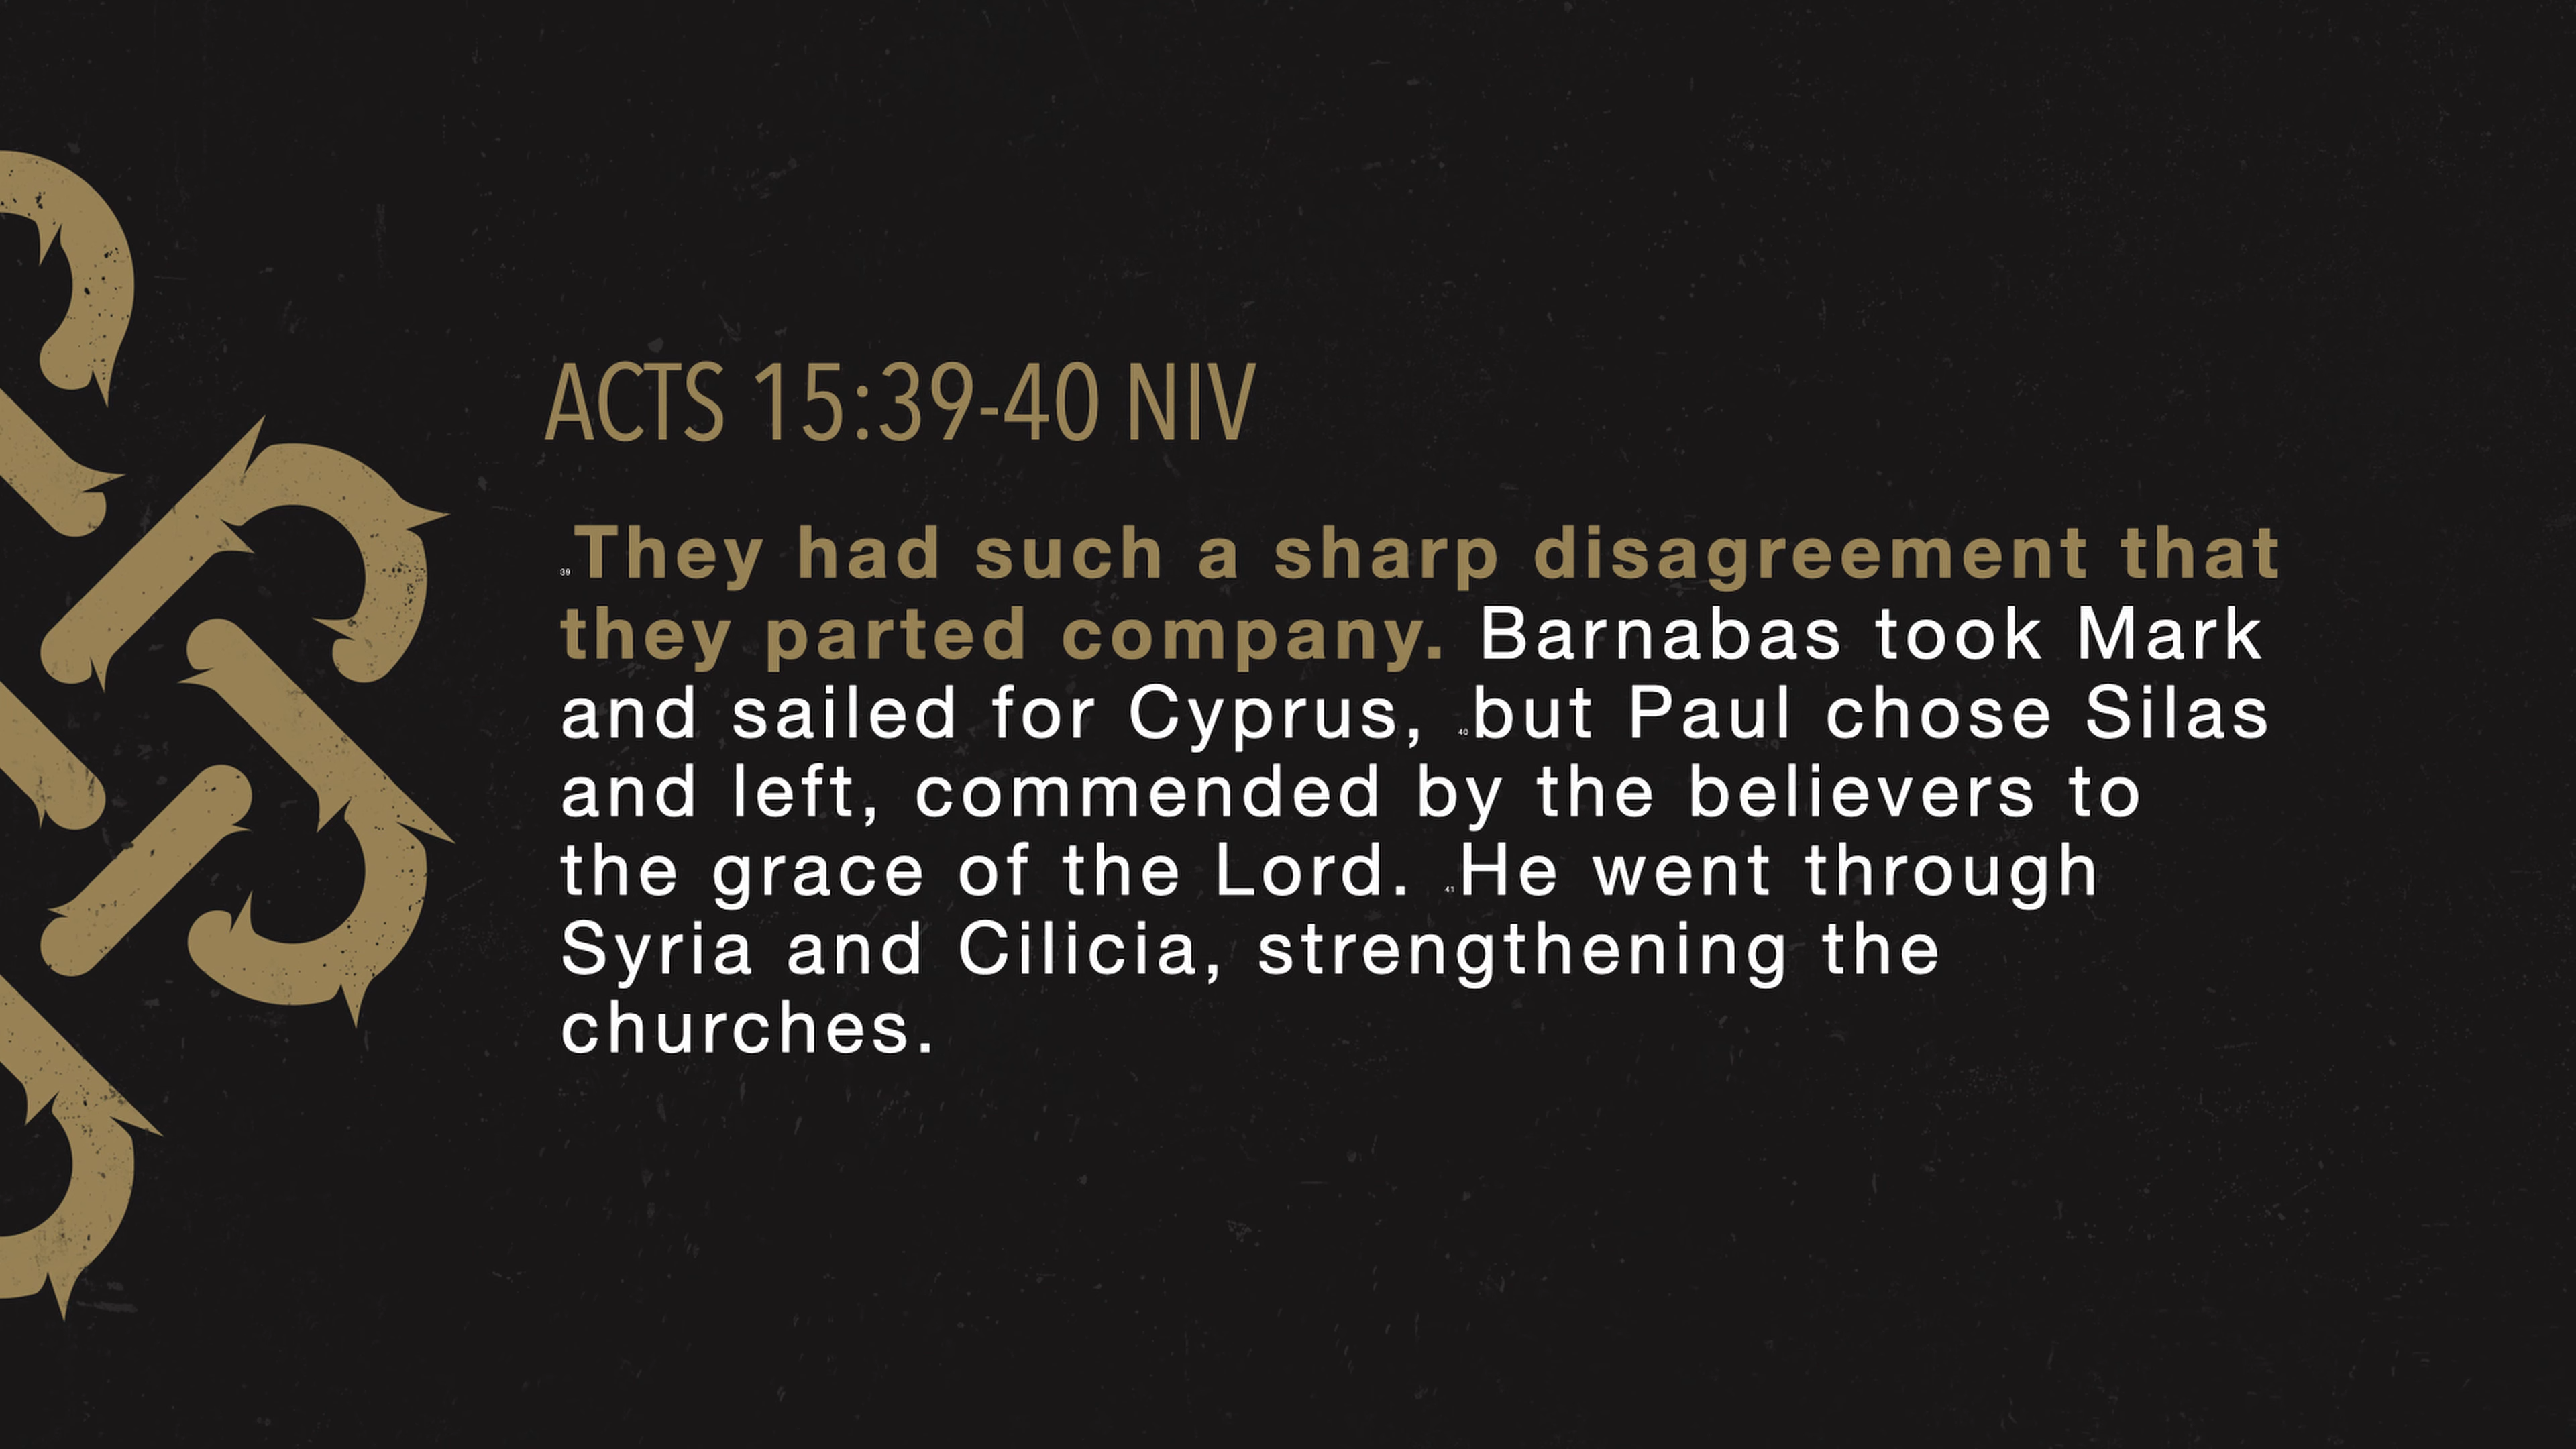 ACTS 15:39-40 NIV
39 They had such a sharp disagreement that
they parted company. Barnabas took Mark
and sailed for Cyprus, 40 but Paul chose Silas
and left, commended by the believers to
the grace of the Lord. 41 He went through
Syria and Cilicia, strengthening the
churches.